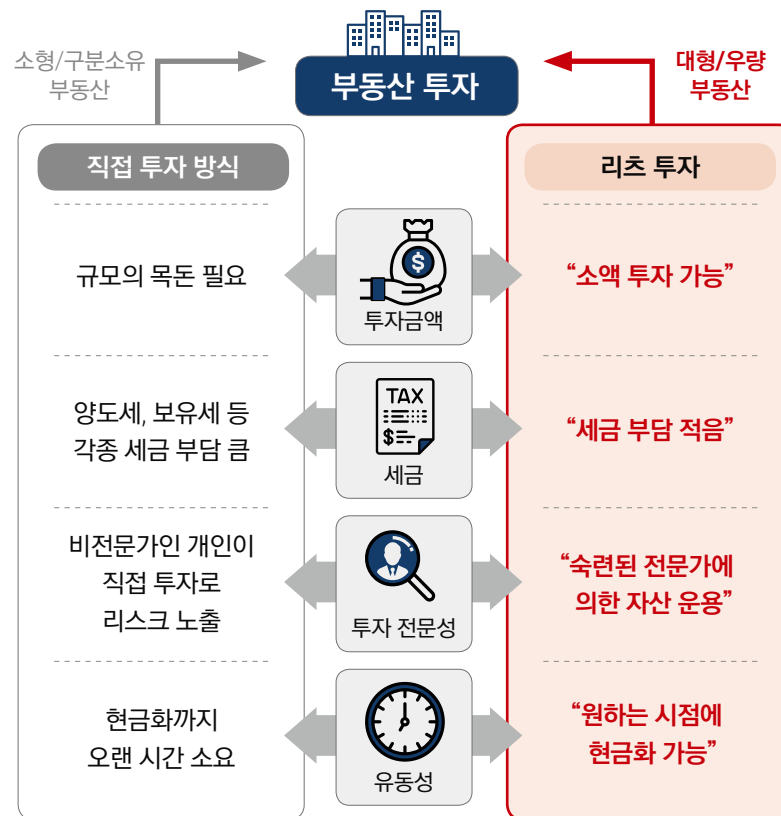 소형/구분소유
부동산
부동산 투자
대형/우량
부동산
직접 투자 방식
리츠 투자
규모의 목돈 필요
$
투자금액
“소액 투자 가능”
양도세, 보유세 등
각종 세금 부담 큼
TAX
$
세금
“세금 부담 적음”
비전문가인 개인이
직접 투자로
리스크 노출
투자 전문성
“숙련된 전문가에
의한 자산 운용”
현금화까지
오랜 시간 소요
유동성
“원하는 시점에
현금화 가능”